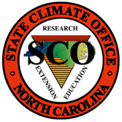 STATE CLIMATE OFFICE
RESEARCH
SCO
EXTENSION
EDUCATION
NORTH CAROLINA